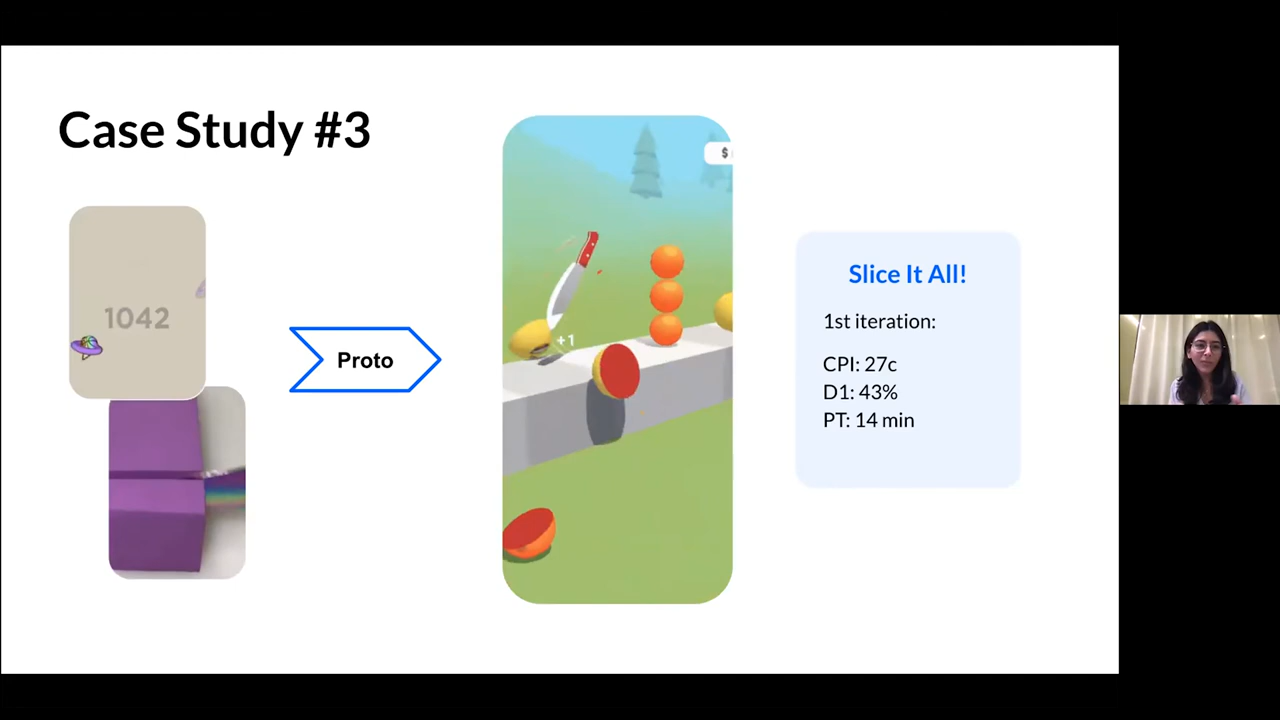 Case Study #3
1042
Proto
$
+1
Slice It All!
1st iteration:
CPI: 27c
D1: 43%
PT: 14 min